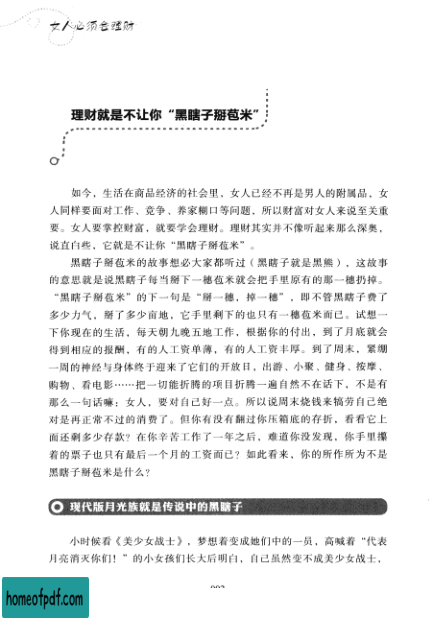 女人必须会理财
理财就是不让你“黑瞎子掰苞米”
如今，生活在商品经济的社会里，女人已经不再是男人的附属品，女
人同样要面对工作、竞争、养家糊口等问题，所以财富对女人来说至关重
要。女人要掌控财富，就要学会理财。理财其实并不像听起来那么深奥，
说直白些，它就是不让你“黑瞎子掰苞米”。
黑瞎子掰苞米的故事想必大家都听过（黑瞎子就是黑熊），这故事
的意思就是说黑瞎子每当掰下一穗苞米就会把手里原有的那一穗扔掉。
“黑瞎子掰苞米”的下一句是“掰一穗，掉一穗”，即不管黑瞎子费了
多少力气，掰了多少亩地，它手里剩下的也只有一穗苞米而已。试想一
下你现在的生活，每天朝九晚五地工作，根据你的付出，到了月底就会
得到相应的报酬，有的人工资单薄，有的人工资丰厚。到了周末，紧绷
一周的神经与身体终于迎来了它们的开放日，出游、小聚、健身、按摩、
购物、看电影……把一切能折腾的项目折腾一遍自然不在话下，不是有
那么一句话嘛：女人，要对自己好一点。所以说周末烧钱来犒劳自己绝
对是再正常不过的消费了。但你有没有翻过你压箱底的存折，看看它上
面还剩多少存款？在你辛苦工作了一年之后，难道你没发现，你手里攥
着的票子也只有最后一个月的工资而已？如此看来，你的所作所为不是
黑瞎子掰苞米是什么？
现代版月光族就是传说中的黑瞎子
小时候看《美少女战士》，梦想着变成她们中的一员，高喊着“代表
月亮消灭你们！”的小女孩们长大后明白，自己虽然变不成美少女战士，
homeofpdf.com